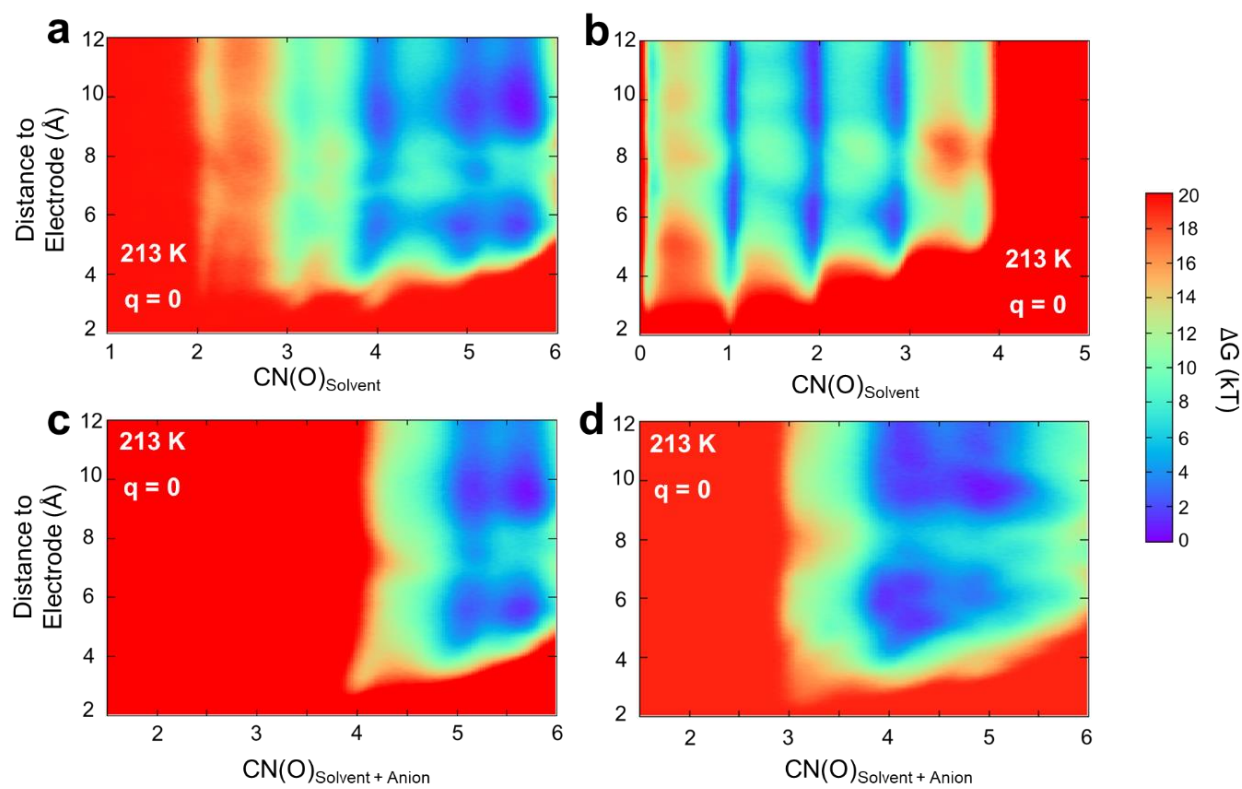 a
12
10
8
6
4
2
Distance to
Electrode (Å)
213 K
q = 0
1 2 3 4 5 6
CN(O)Solvent
b
12
10
8
6
4
2
213 K
q = 0
0 1 2 3 4 5
CN(O)Solvent
c
12
10
8
6
4
2
Distance to
Electrode (Å)
213 K
q = 0
2 3 4 5 6
CN(O)Solvent + Anion
d
12
10
8
6
4
2
213 K
q = 0
2 3 4 5 6
CN(O)Solvent + Anion
20
18
16
14
12
10
8
6
4
2
0
ΔG (kT)